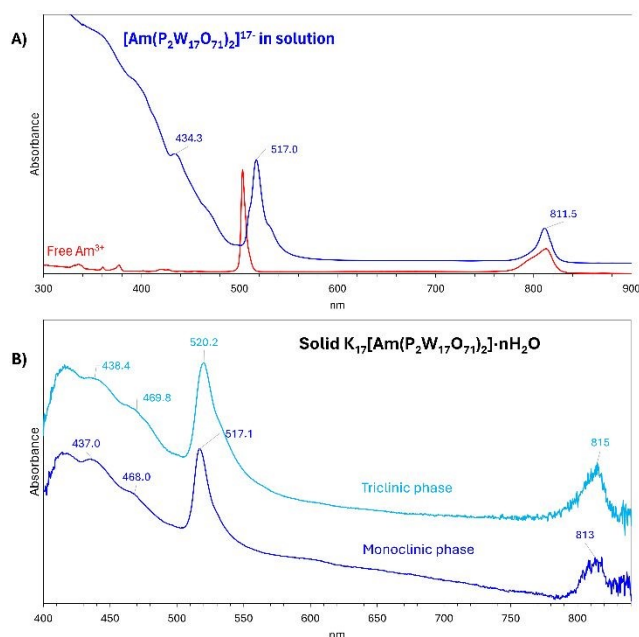 A)
[Am(P₂W₁₇O₇₁)₂]¹⁷⁻ in solution
Absorbance
434.3
517.0
811.5
Free Am³⁺
300 400 500 600 700 800 900
nm
B)
Solid K₁₇[Am(P₂W₁₇O₇₁)₂]·nH₂O
Absorbance
520.2
438.4
469.8
815
517.1
437.0
468.0
Triclinic phase
813
Monoclinic phase
400 450 500 550 600 650 700 750 800
nm